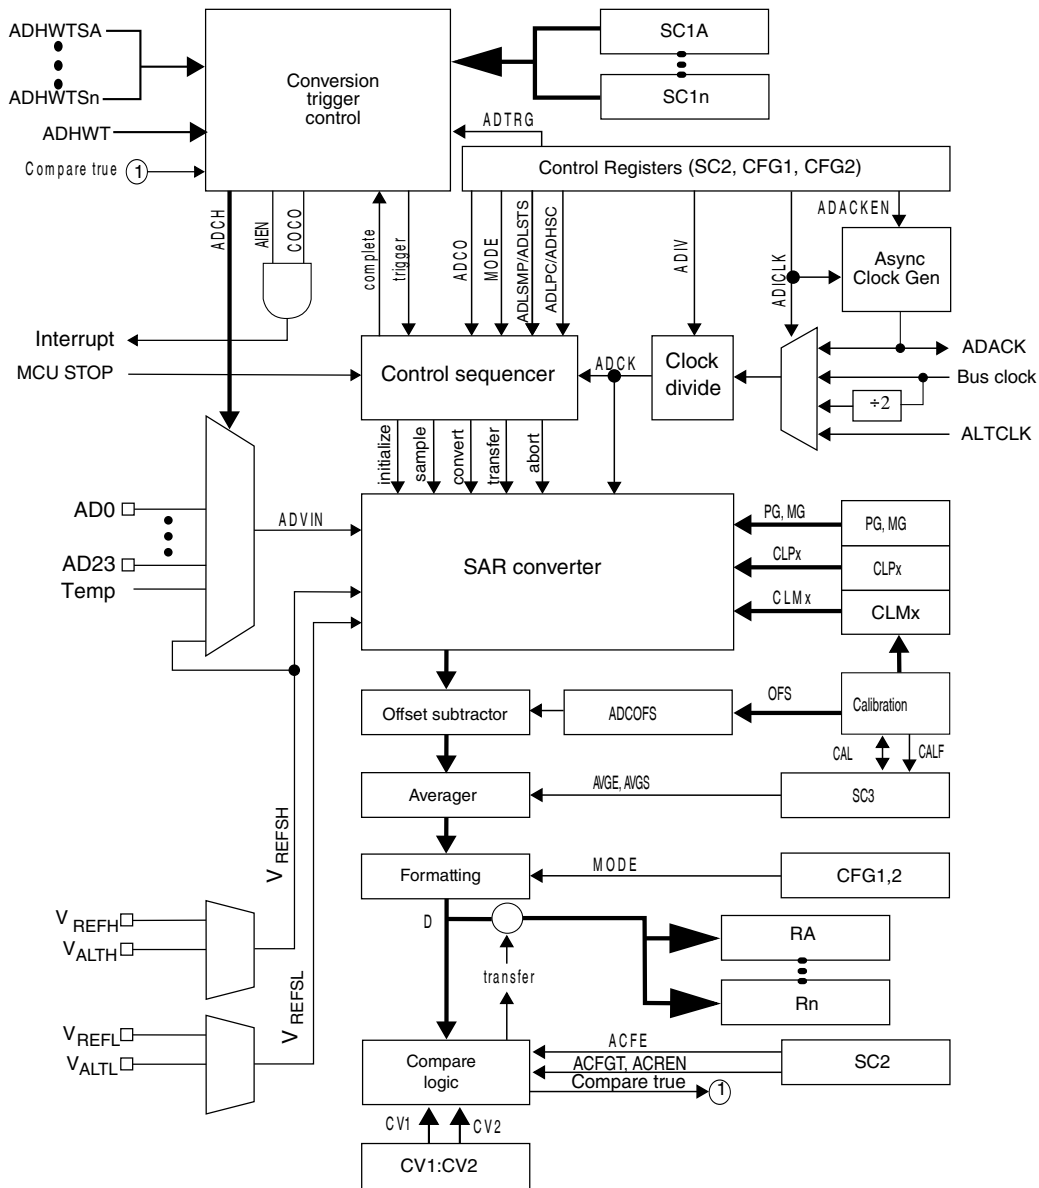 ADHWTSA
SC1A
Conversion
trigger
control
ADHWTSn
SC1n
ADTRG
ADHWT
Compare true 1
Control Registers (SC2, CFG1, CFG2)
ADACKEN
ADCH
AIEN
COCO
complete
trigger
ADCO
MODE
ADLSMP/ADLSTS
ADLPC/ADHSC
ADIV
ADICLK
Async
Clock Gen
Interrupt
ADACK
MCU STOP
Control sequencer
ADCK
Clock
divide
Bus clock
÷2
ALTCLK
initialize
sample
convert
transfer
abort
AD0
ADVIN
PG, MG
PG, MG
AD23
SAR converter
CLPx
CLPx
Temp
CLMx
CLMx
Offset subtractor
ADCOFS
OFS
Calibration
CAL
CALF
Averager
AVGE, AVGS
SC3
V REFSH
Formatting
MODE
CFG1,2
V REFH
D
RA
VALTH
V REFSL
transfer
Rn
V REFL
ACFE
Compare
logic
ACFGT, ACREN
SC2
VALTL
Compare true 1
CV1
CV2
CV1:CV2